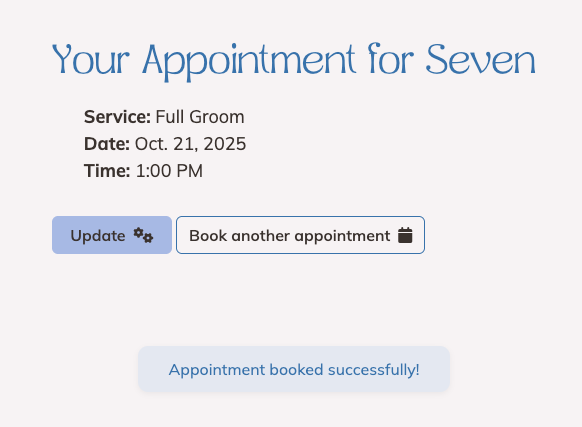 Your Appointment for Seven
Service: Full Groom
Date: Oct. 21, 2025
Time: 1:00 PM
Update
Book another appointment
Appointment booked successfully!